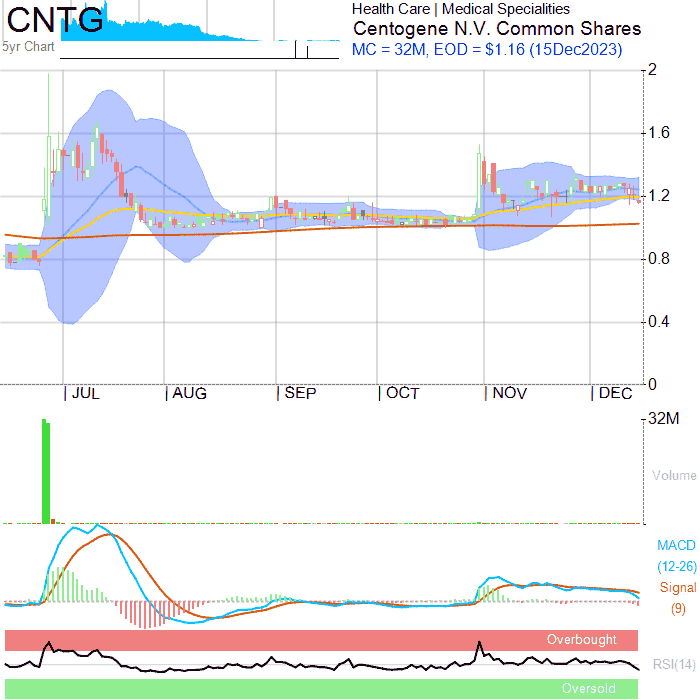 CNTG
5yr Chart
Health Care | Medical Specialities
Centogene N.V. Common Shares
MC = 32M, EOD = $1.16 (15Dec2023)
2
1.6
1.2
0.8
0.4
0
JUL AUG SEP OCT NOV DEC
32M
Volume
MACD
(12-26)
Signal
(9)
Overbought
RSI(14)
Oversold